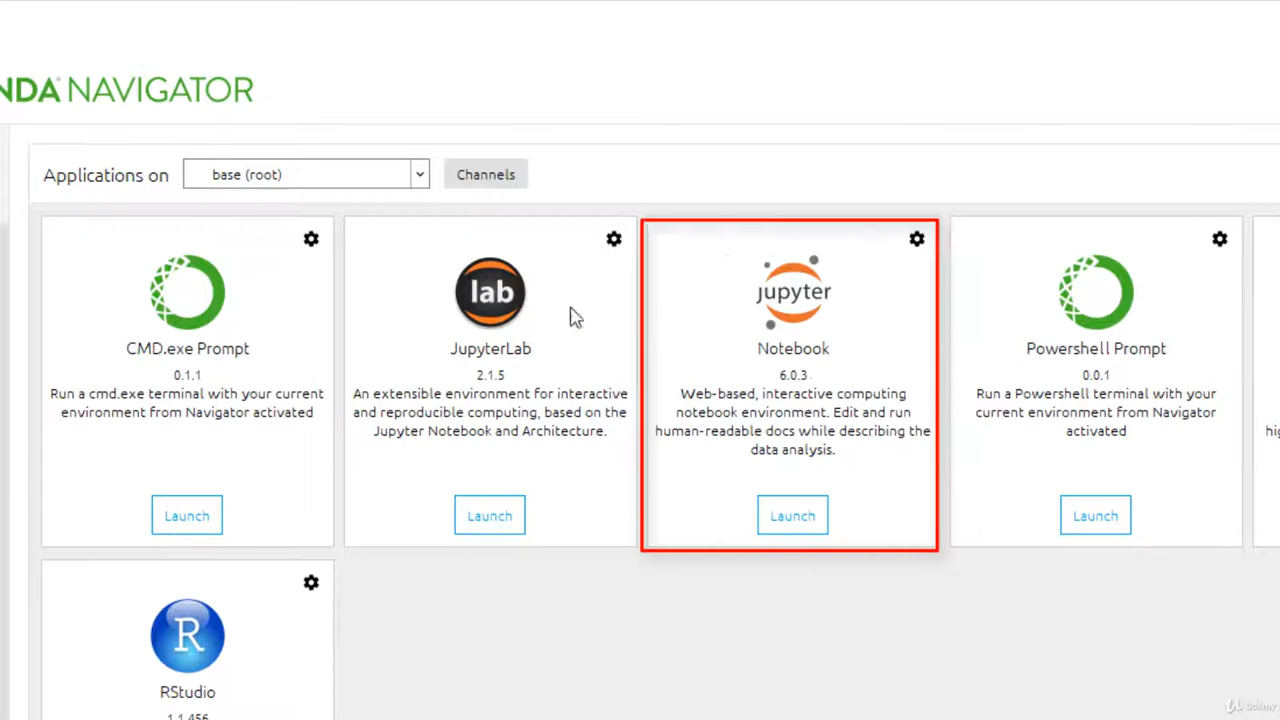 NDA NAVIGATOR
Applications on
base (root)
Channels
CMD.exe Prompt
0.1.1
Run a cmd.exe terminal with your current
environment from Navigator activated
Launch
lab
JupyterLab
2.1.5
An extensible environment for interactive
and reproducible computing, based on the
Jupyter Notebook and Architecture.
Launch
jupyter
Notebook
6.0.3
Web-based, interactive computing
notebook environment. Edit and run
human-readable docs while describing the
data analysis.
Launch
Powershell Prompt
0.0.1
Run a Powershell terminal with your
current environment from Navigator
activated
Launch
R
RStudio
1.1.456
Udemy